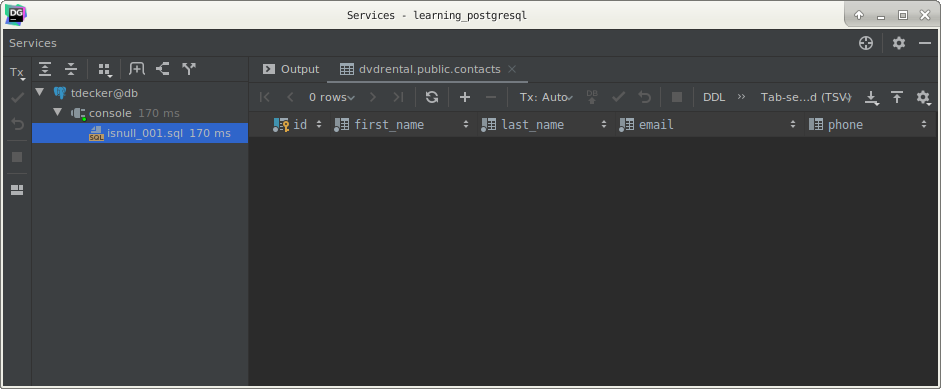 DG
Services - learning_postgresql
Services
Tx
Output
dvdrental.public.contacts
tdecker@db
0 rows
Tx: Auto
DB
DDL
Tab-se...d (TSV)
console 170 ms
id
first_name
last_name
email
phone
SQL
isnull_001.sql 170 ms